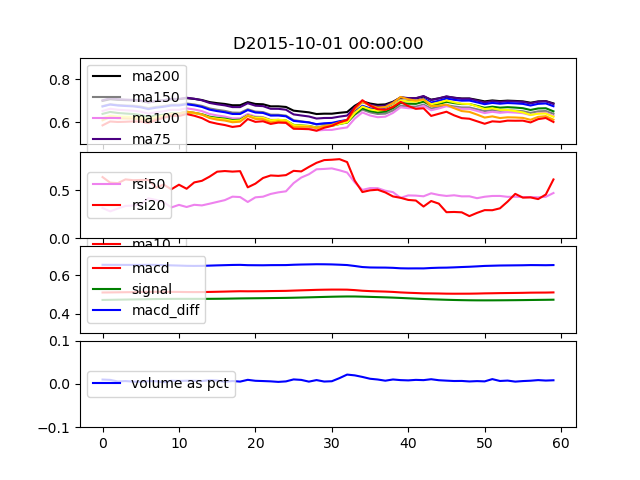 D2015-10-01 00:00:00
0.8
0.6
ma200
ma150
ma100
ma75
0.5
0.0
rsi50
rsi20
ma10
0.6
0.4
macd
signal
macd_diff
0.1
0.0
−0.1
volume as pct
0 10 20 30 40 50 60